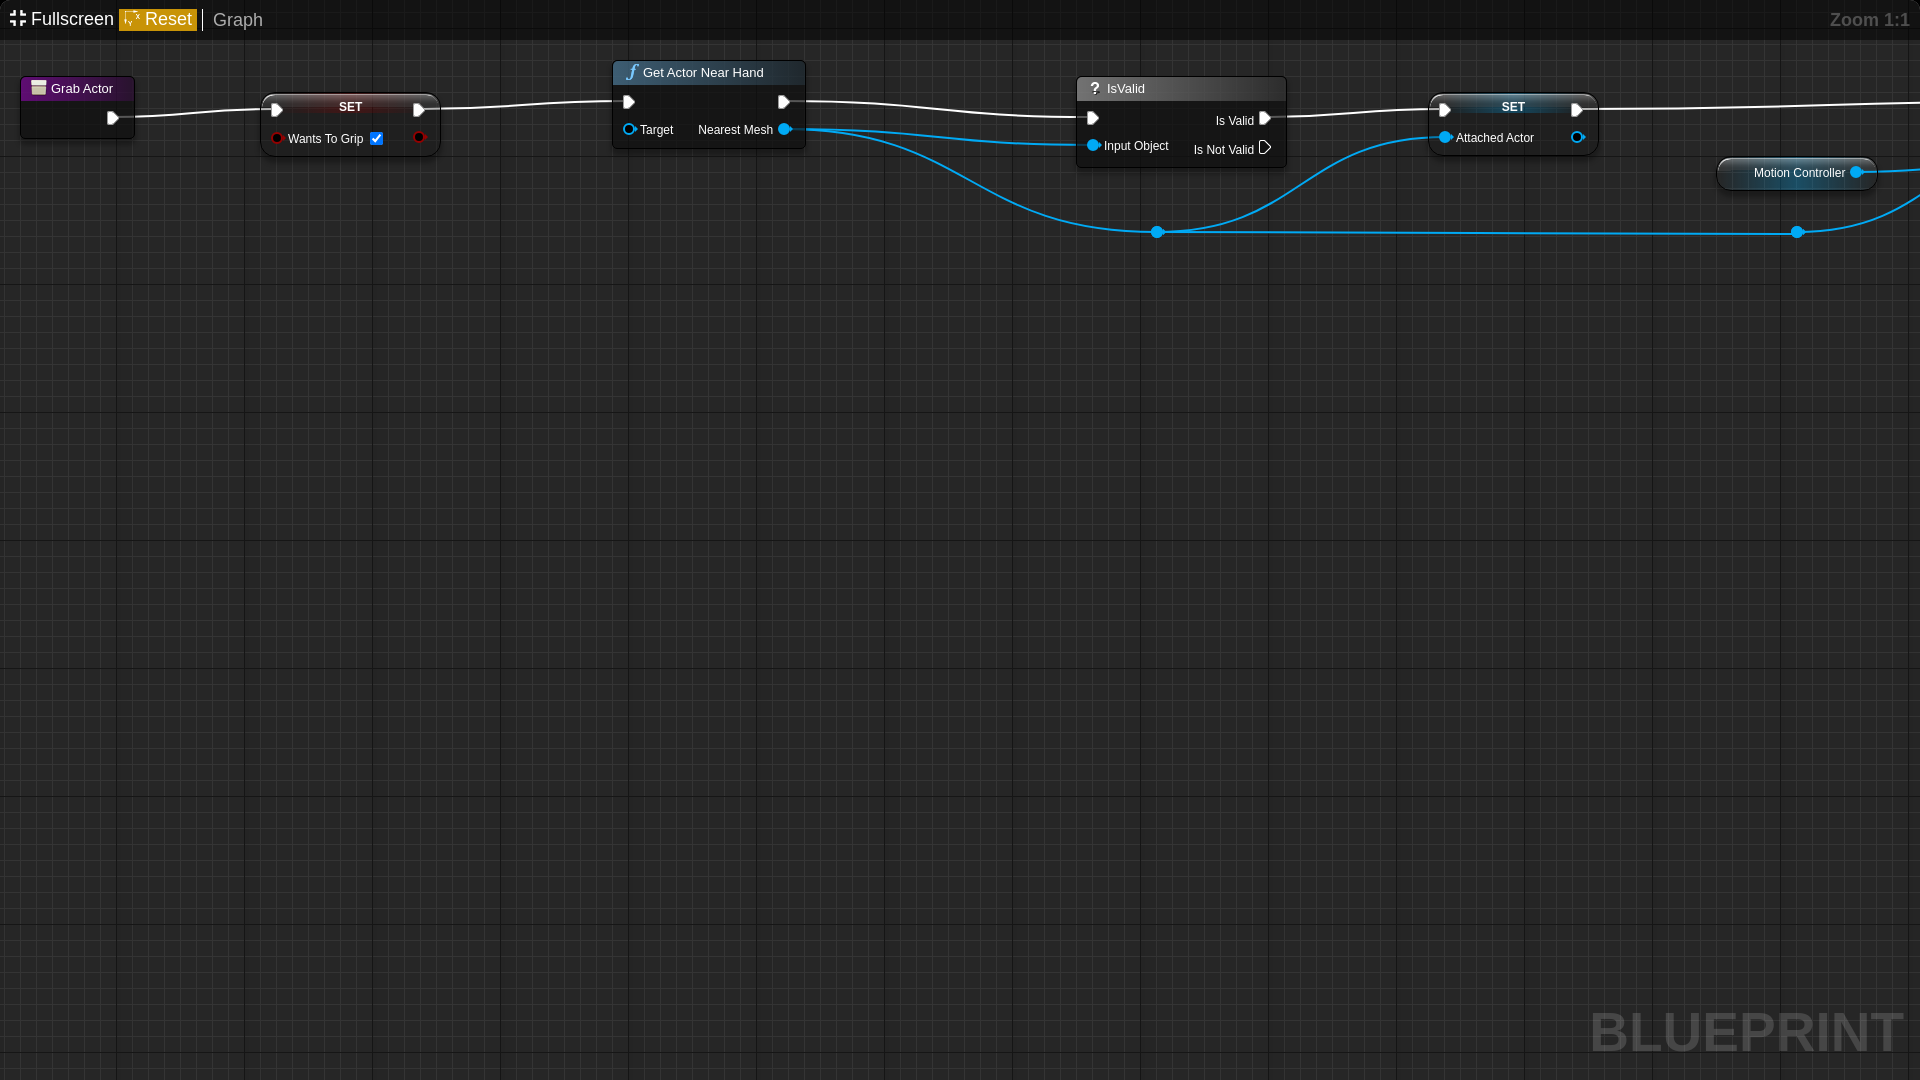 Fullscreen Reset Graph Zoom 1:1
Grab Actor
SET
Wants To Grip
Get Actor Near Hand
Target Nearest Mesh
? IsValid
Is Valid
Input Object Is Not Valid
SET
Attached Actor
Motion Controller
BLUEPRINT